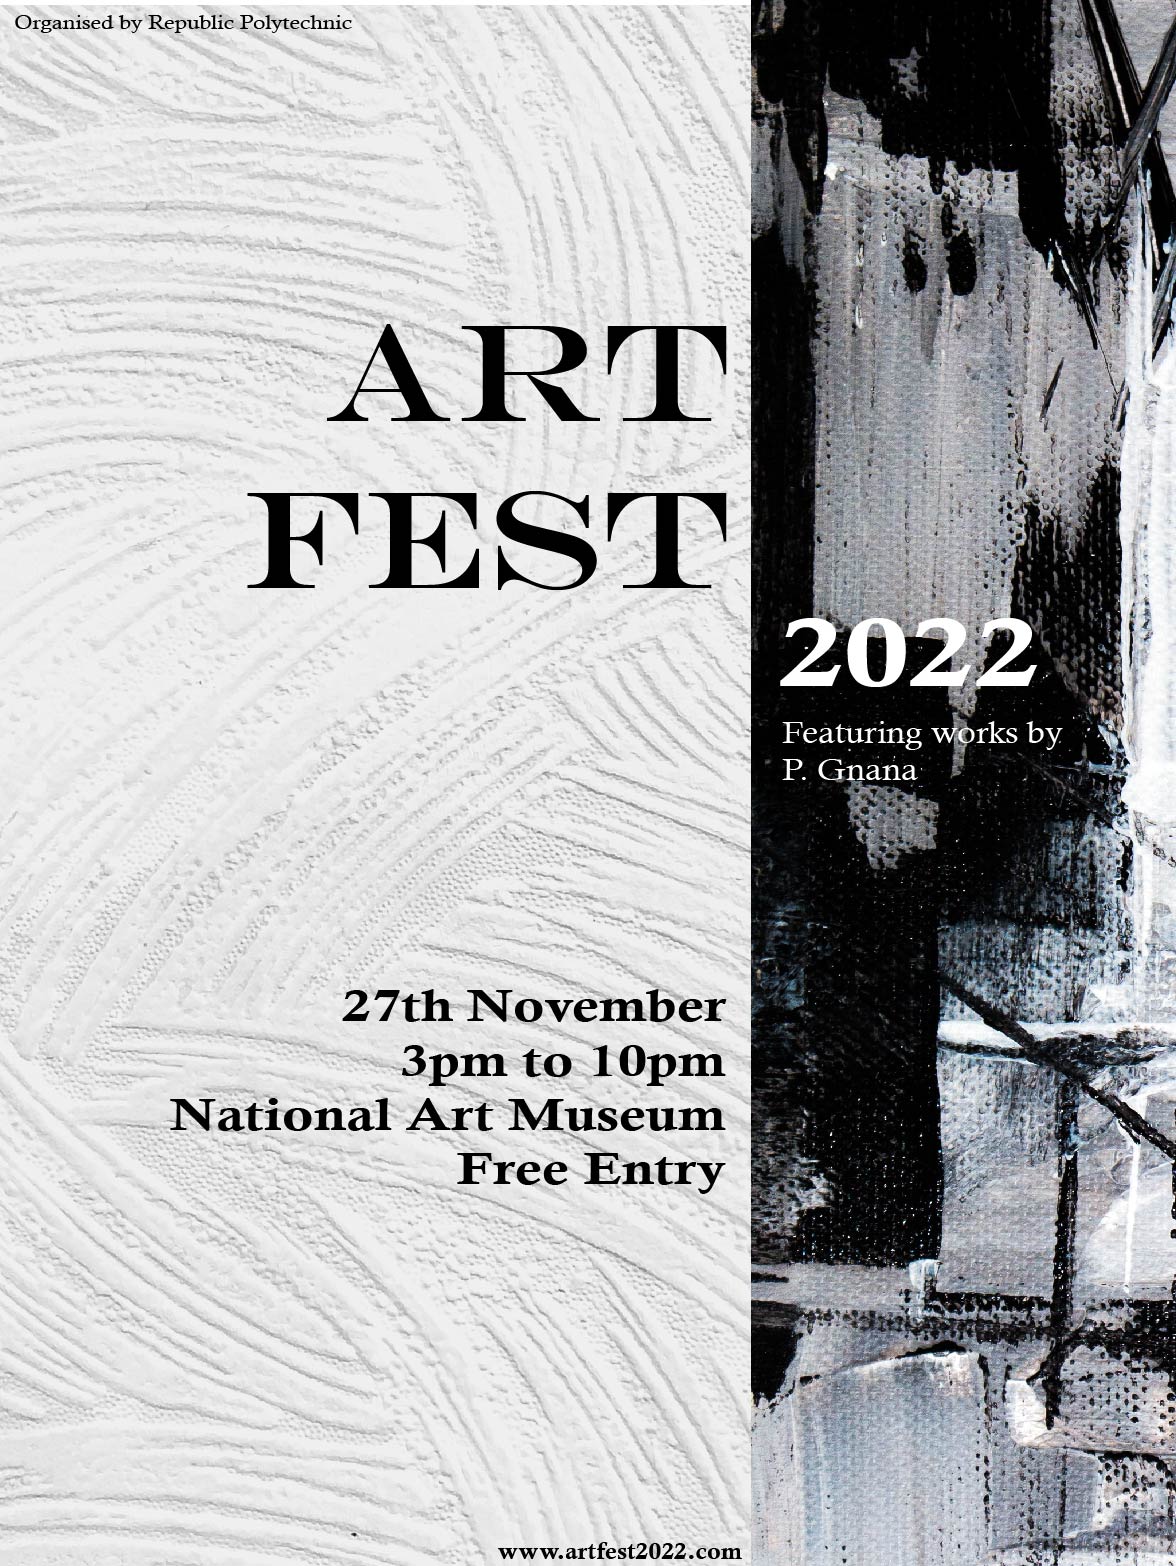 Organised by Republic Polytechnic
ART
FEST
2022
Featuring works by
P. Gnana
27th November
3pm to 10pm
National Art Museum
Free Entry
www.artfest2022.com